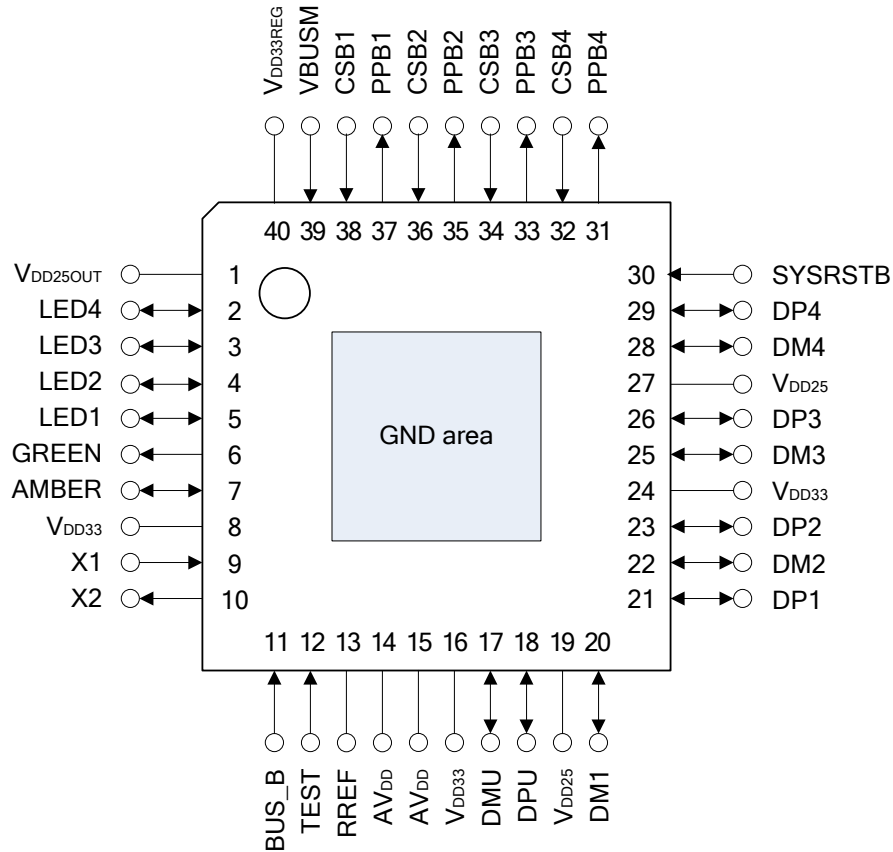 VDD33REG
VBUSM
CSB1
PPB1
CSB2
PPB2
CSB3
PPB3
CSB4
PPB4
40 39 38 37 36 35 34 33 32 31
VDD25OUT 1
LED4 2
LED3 3
LED2 4
LED1 5
GREEN 6
AMBER 7
VDD33 8
X1 9
X2 10
GND area
30 SYSRSTB
29 DP4
28 DM4
27 VDD25
26 DP3
25 DM3
24 VDD33
23 DP2
22 DM2
21 DP1
11 12 13 14 15 16 17 18 19 20
BUS_B
TEST
RREF
AVDD
AVDD
VDD33
DMU
DPU
VDD25
DM1